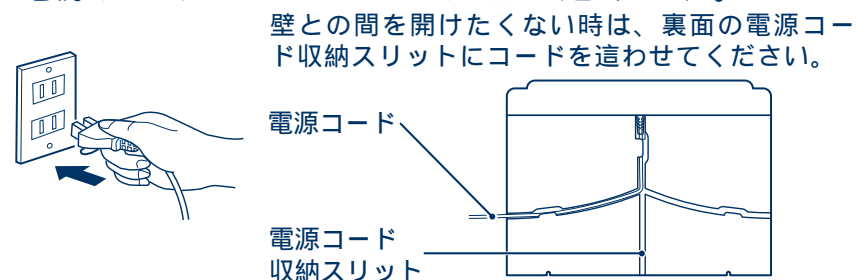 壁との間を開けたくない時は、裏面の電源コー
ド収納スリットにコードを這わせてください。
電源コード
電源コード
収納スリット